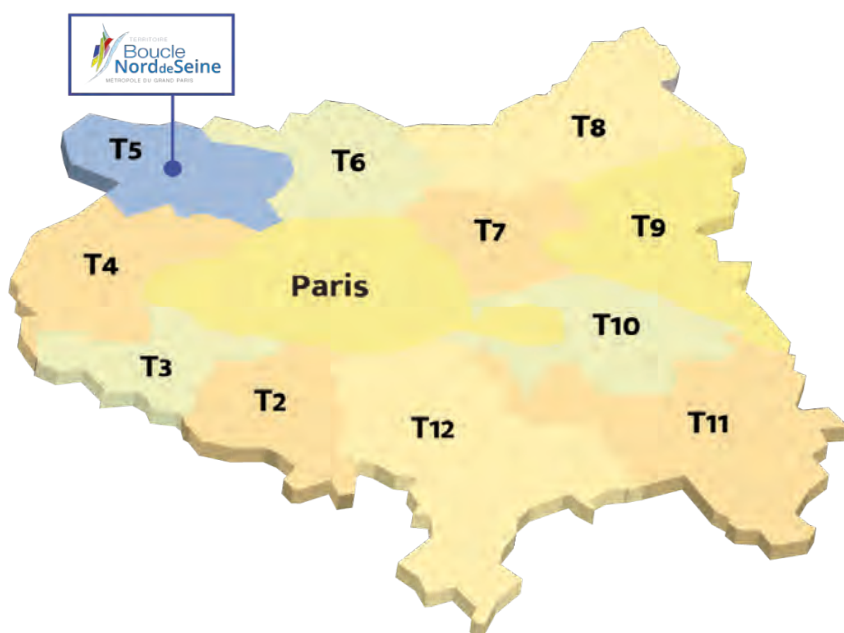 TERRITOIRE
Boucle
NorddeSeine
MÉTROPOLE DU GRAND PARIS
T8
T5
T6
T9
T7
T4
Paris
T10
T3
T2
T12
T11